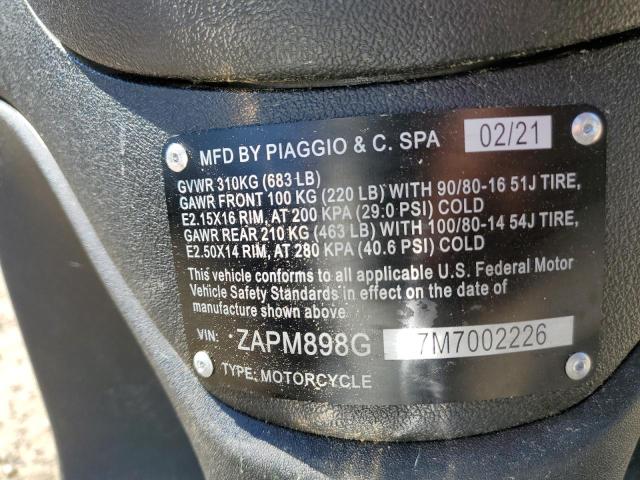 MFD BY PIAGGIO & C. SPA 02/21
GVWR 310KG (683 LB)
GAWR FRONT 100 KG (220 LB) WITH 90/80-16 51J TIRE,
E2.15X16 RIM, AT 200 KPA (29.0 PSI) COLD
GAWR REAR 210 KG (463 LB) WITH 100/80-14 54J TIRE,
E2.50X14 RIM, AT 280 KPA (40.6 PSI) COLD
This vehicle conforms to all applicable U.S. Federal Motor
Vehicle Safety Standards in effect on the date of
manufacture shown above
VIN: ZAPM898G 7M7002226
TYPE: MOTORCYCLE